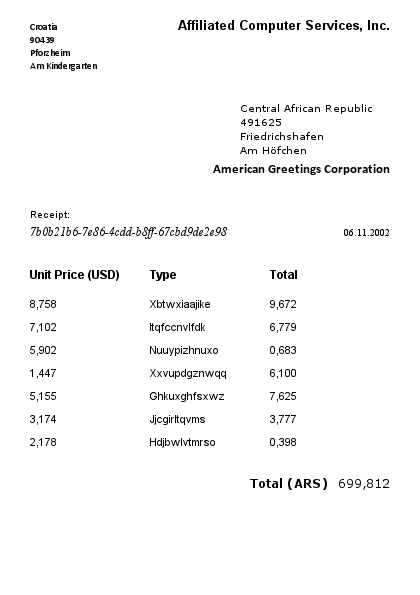 Croatia
90439
Pforzheim
Am Kindergarten
Affiliated Computer Services, Inc.
Central African Republic
491625
Friedrichshafen
Am Höfchen
American Greetings Corporation
Receipt:
7b0b21b6-7e86-4cdd-b8ff-67cbd9de2e98
06.11.2002
Unit Price (USD) Type Total
8,758 Xbtwxiaajike 9,672
7,102 Itqfccnvlfdk 6,779
5,902 Nuuypizhnuxo 0,683
1,447 Xxvupdgznwqq 6,100
5,155 Ghkuxghfsxwz 7,625
3,174 Jjcgirltqvms 3,777
2,178 Hdjbwlvtmrso 0,398
Total (ARS) 699,812